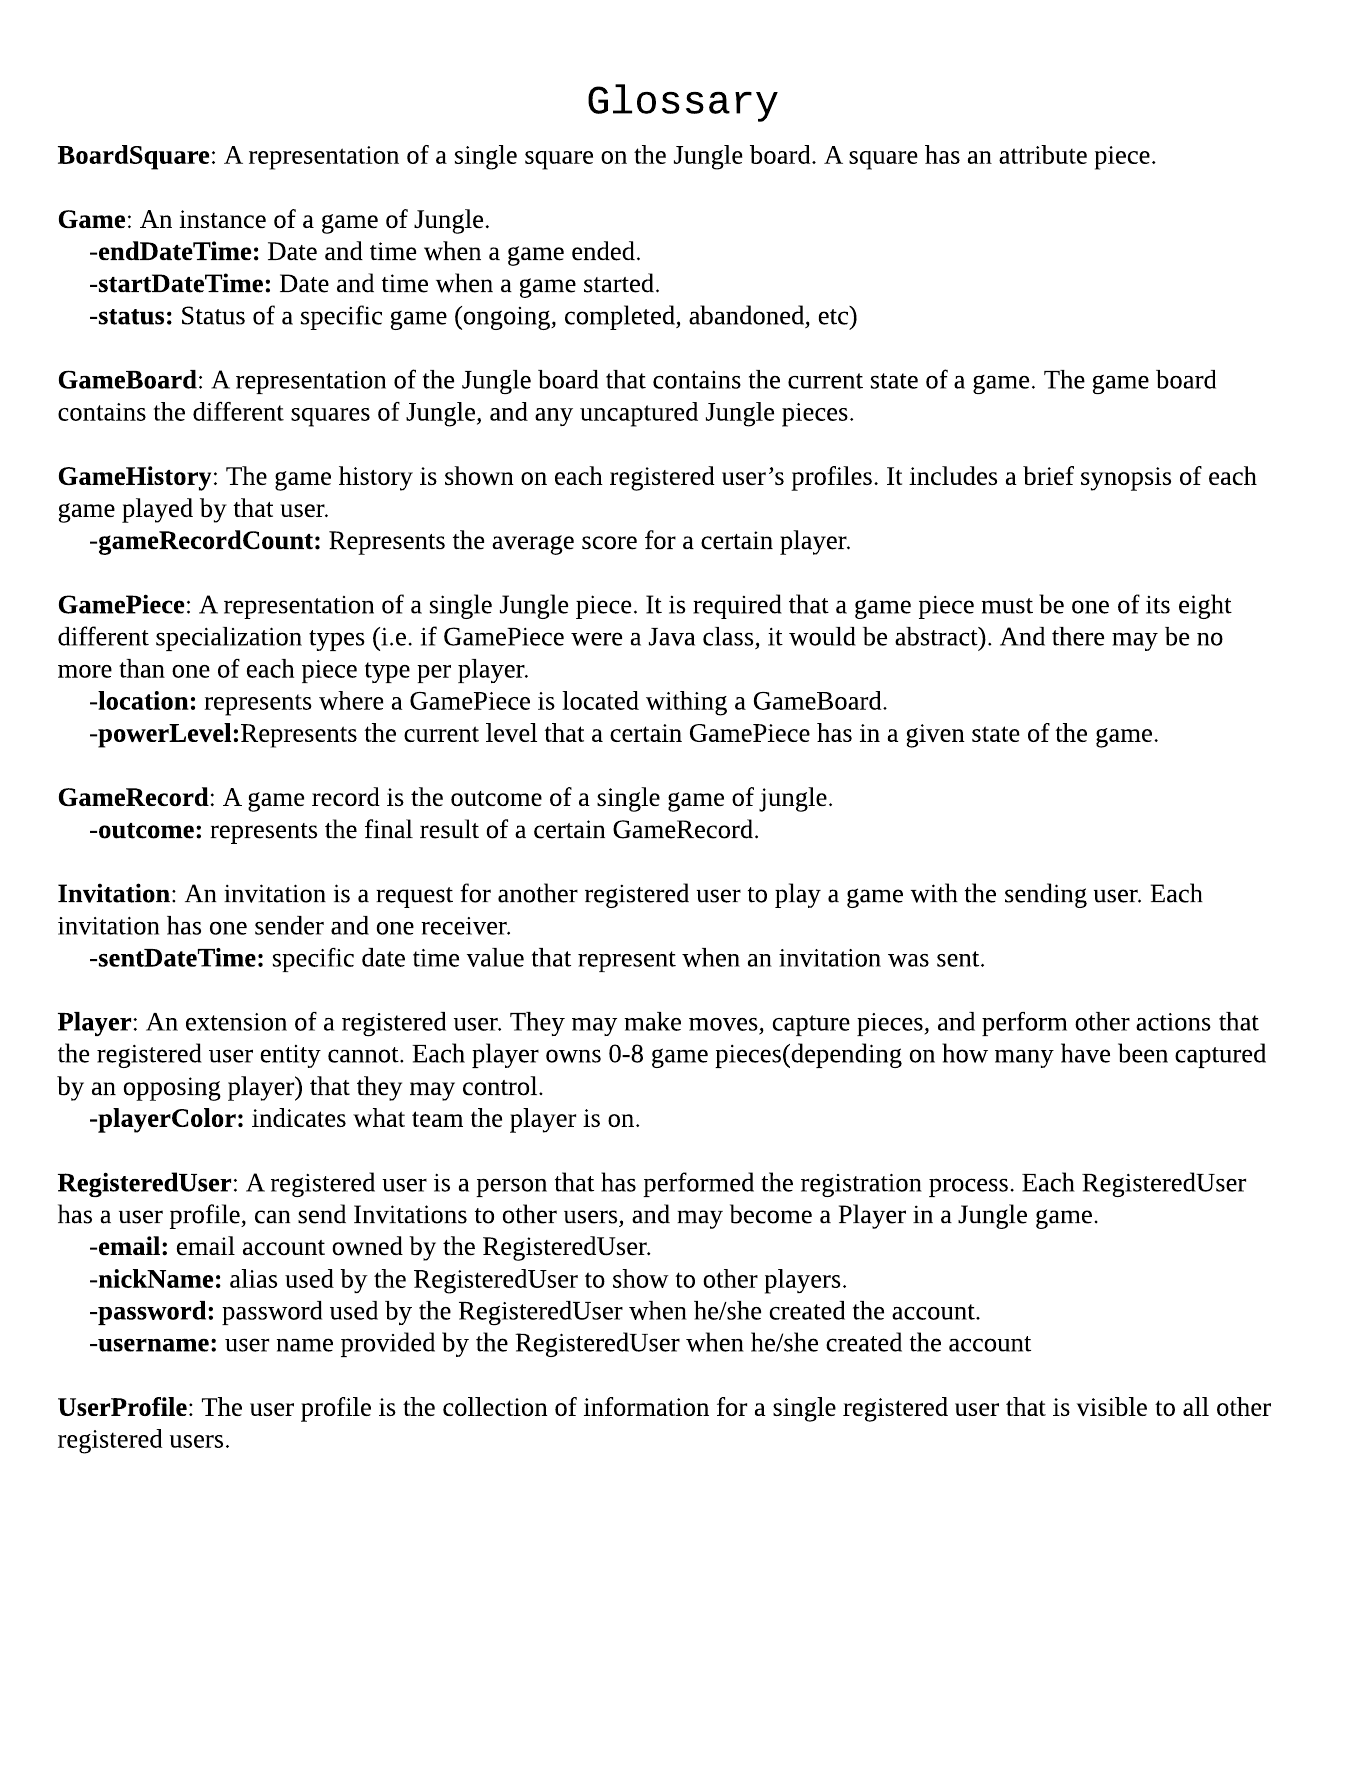 Glossary
BoardSquare: A representation of a single square on the Jungle board. A square has an attribute piece.
Game: An instance of a game of Jungle.
-endDateTime: Date and time when a game ended.
-startDateTime: Date and time when a game started.
-status: Status of a specific game (ongoing, completed, abandoned, etc)
GameBoard: A representation of the Jungle board that contains the current state of a game. The game board
contains the different squares of Jungle, and any uncaptured Jungle pieces.
GameHistory: The game history is shown on each registered user’s profiles. It includes a brief synopsis of each
game played by that user.
-gameRecordCount: Represents the average score for a certain player.
GamePiece: A representation of a single Jungle piece. It is required that a game piece must be one of its eight
different specialization types (i.e. if GamePiece were a Java class, it would be abstract). And there may be no
more than one of each piece type per player.
-location: represents where a GamePiece is located withing a GameBoard.
-powerLevel:Represents the current level that a certain GamePiece has in a given state of the game.
GameRecord: A game record is the outcome of a single game of jungle.
-outcome: represents the final result of a certain GameRecord.
Invitation: An invitation is a request for another registered user to play a game with the sending user. Each
invitation has one sender and one receiver.
-sentDateTime: specific date time value that represent when an invitation was sent.
Player: An extension of a registered user. They may make moves, capture pieces, and perform other actions that
the registered user entity cannot. Each player owns 0-8 game pieces(depending on how many have been captured
by an opposing player) that they may control.
-playerColor: indicates what team the player is on.
RegisteredUser: A registered user is a person that has performed the registration process. Each RegisteredUser
has a user profile, can send Invitations to other users, and may become a Player in a Jungle game.
-email: email account owned by the RegisteredUser.
-nickName: alias used by the RegisteredUser to show to other players.
-password: password used by the RegisteredUser when he/she created the account.
-username: user name provided by the RegisteredUser when he/she created the account
UserProfile: The user profile is the collection of information for a single registered user that is visible to all other
registered users.